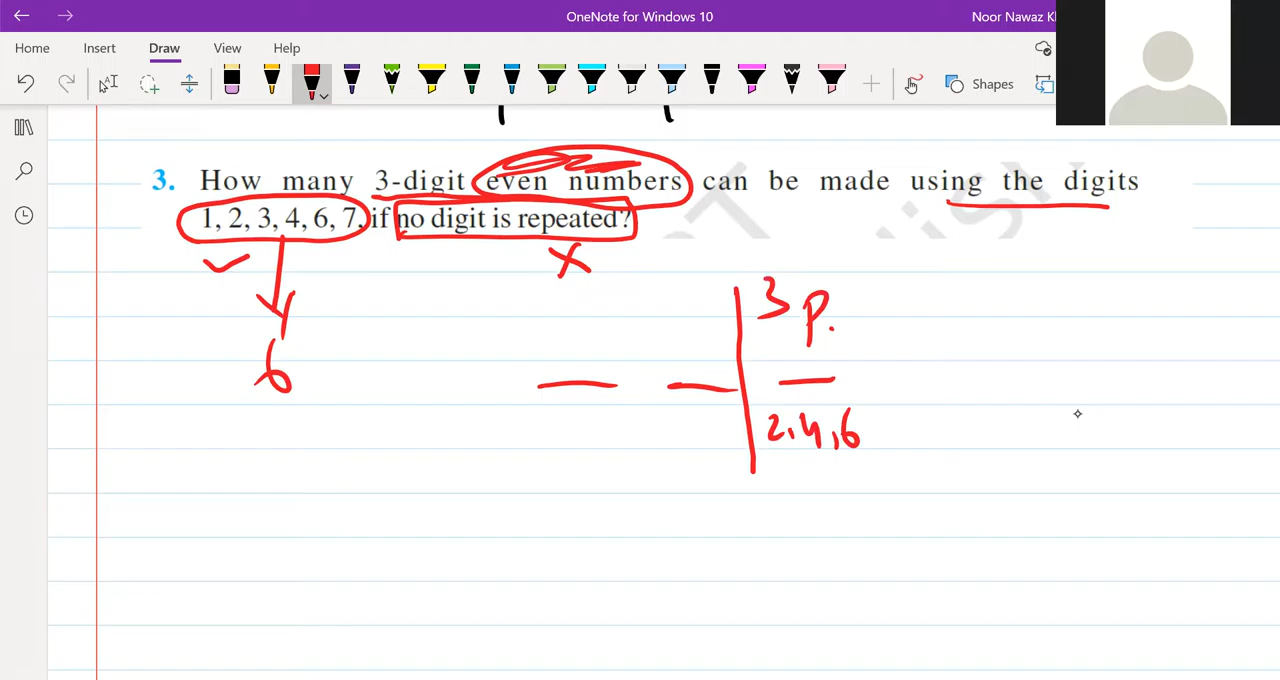 OneNote for Windows 10
Noor Nawaz Kh
Home Insert Draw View Help
Shapes
3. How many 3-digit even numbers can be made using the digits
1, 2, 3, 4, 6, 7, if no digit is repeated?
3 p.
6
2,4,6